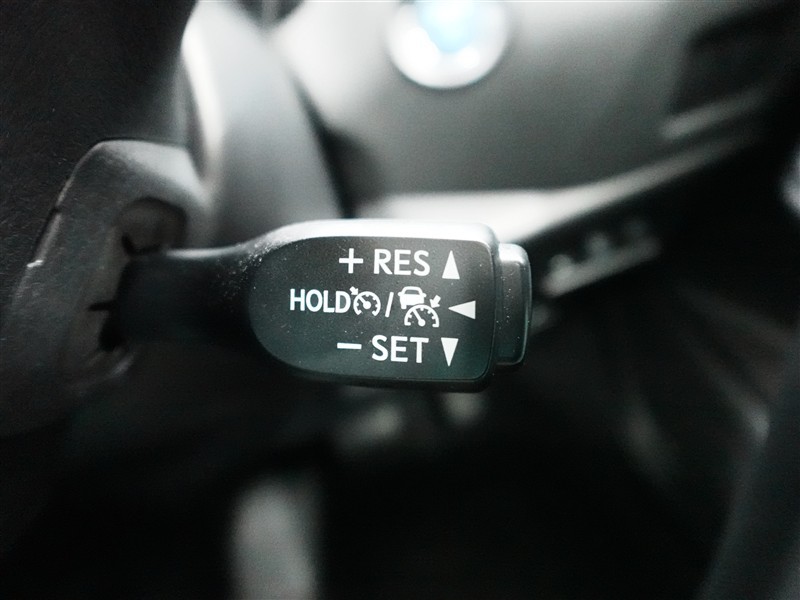 + RES ▲
HOLD / ◀
− SET ▼